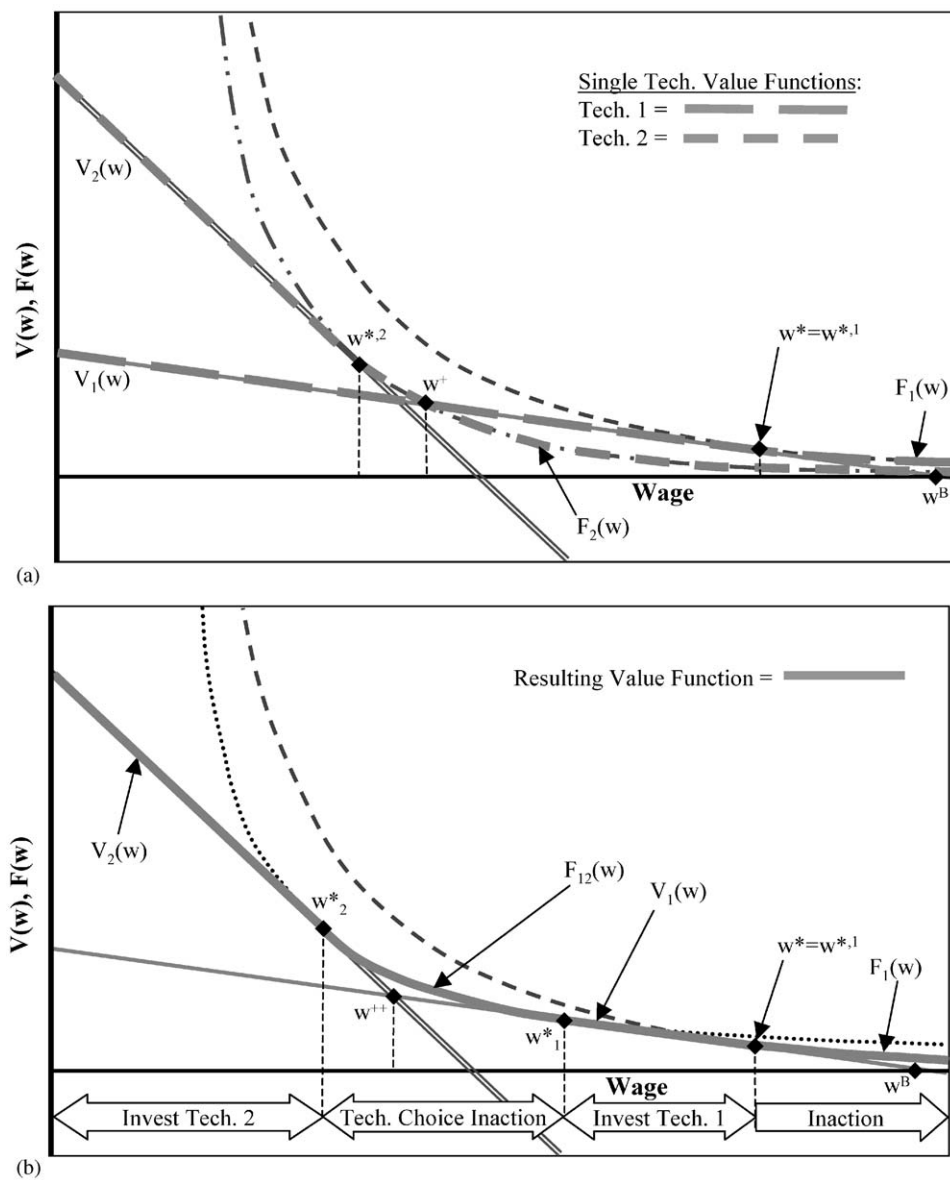 Single Tech. Value Functions:
Tech. 1 =
Tech. 2 =
V₂(w)
V(w), F(w)
w*,²
w*=w*,¹
V₁(w)
w⁺
F₁(w)
Wage
wᴮ
F₂(w)
(a)
Resulting Value Function =
V₂(w)
F₁₂(w)
V₁(w)
w*₂
V(w), F(w)
w*=w*,¹
F₁(w)
w⁺⁺
w*₁
Wage
wᴮ
Invest Tech. 2
Tech. Choice Inaction
Invest Tech. 1
Inaction
(b)